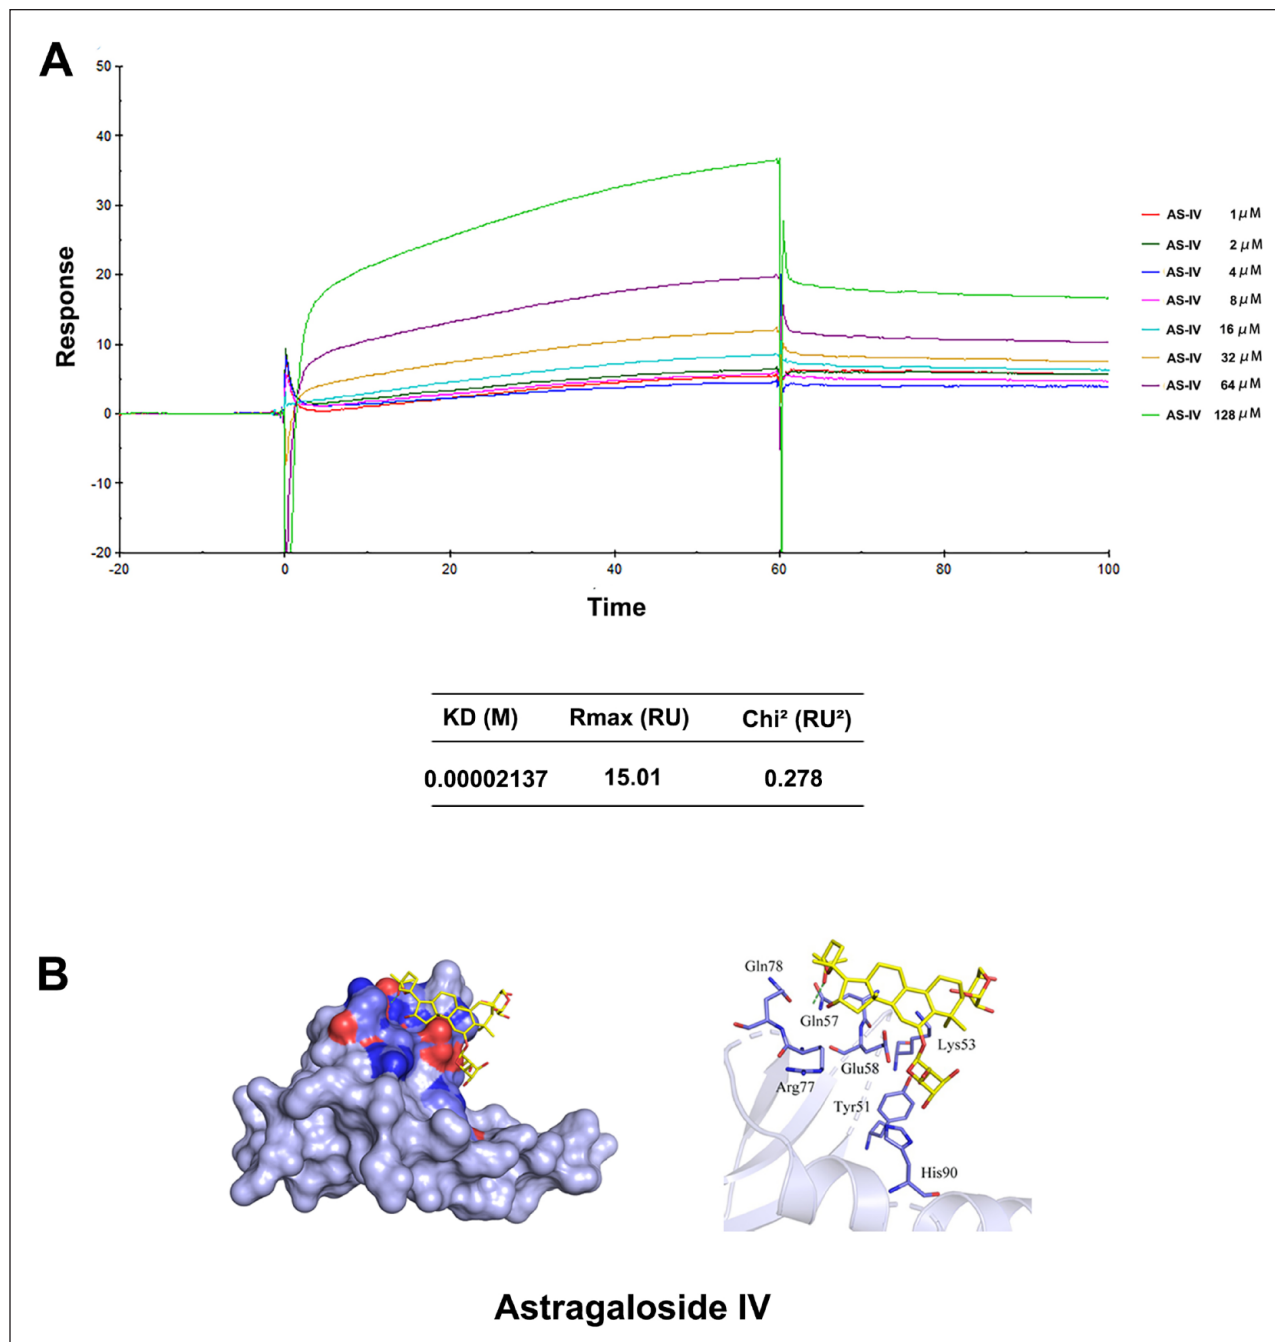 A
50
40
30
20
10
0
-10
-20
Response
-20 0 20 40 60 80 100
Time
AS-IV 1 μM
AS-IV 2 μM
AS-IV 4 μM
AS-IV 8 μM
AS-IV 16 μM
AS-IV 32 μM
AS-IV 64 μM
AS-IV 128 μM
KD (M) Rmax (RU) Chi² (RU²)
0.00002137 15.01 0.278
B
Gln78
Gln57
Lys53
Glu58
Arg77
Tyr51
His90
Astragaloside IV